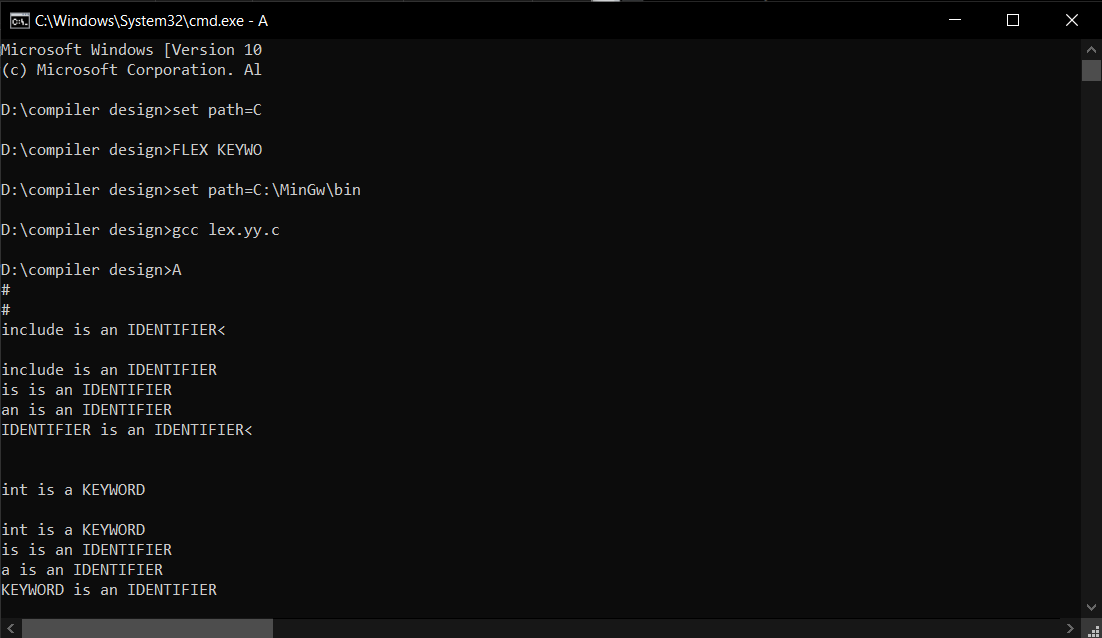 C:\Windows\System32\cmd.exe - A
Microsoft Windows [Version 10
(c) Microsoft Corporation. Al
D:\compiler design>set path=C
D:\compiler design>FLEX KEYWO
D:\compiler design>set path=C:\MinGw\bin
D:\compiler design>gcc lex.yy.c
D:\compiler design>A
#
#
include is an IDENTIFIER<
include is an IDENTIFIER
is is an IDENTIFIER
an is an IDENTIFIER
IDENTIFIER is an IDENTIFIER<
int is a KEYWORD
int is a KEYWORD
is is an IDENTIFIER
a is an IDENTIFIER
KEYWORD is an IDENTIFIER